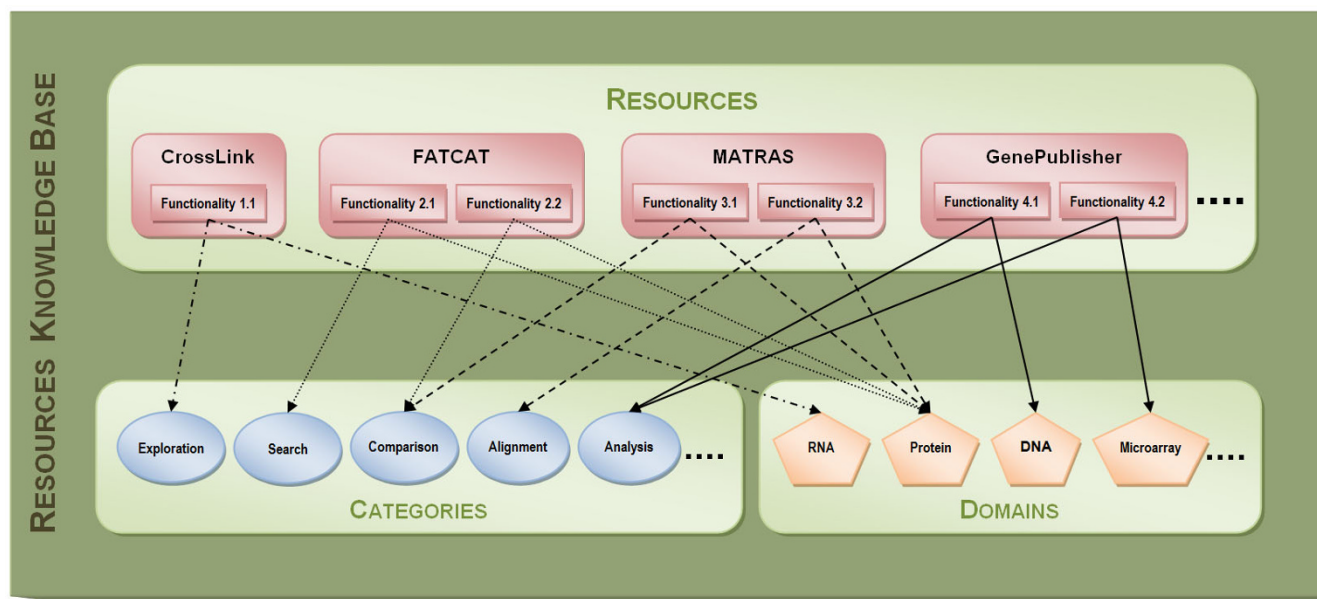 RESOURCES KNOWLEDGE BASE
RESOURCES
CrossLink
FATCAT
MATRAS
GenePublisher
Functionality 1.1
Functionality 2.1
Functionality 2.2
Functionality 3.1
Functionality 3.2
Functionality 4.1
Functionality 4.2
....
Exploration
Search
Comparison
Alignment
Analysis
....
RNA
Protein
DNA
Microarray
....
CATEGORIES
DOMAINS